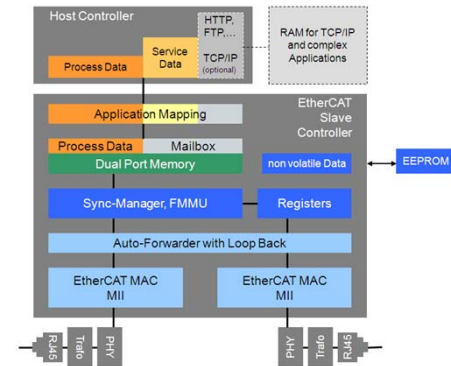 Host Controller
HTTP,
FTP,...
TCP/IP
(optional)
Service
Data
Process Data
RAM for TCP/IP
and complex
Applications
EtherCAT
Slave
Controller
Application Mapping
Process Data
Mailbox
Dual Port Memory
non volatile Data
EEPROM
Sync-Manager, FMMU
Registers
Auto-Forwarder with Loop Back
EtherCAT MAC
MII
EtherCAT MAC
MII
RJ45
Trafo
PHY
PHY
Trafo
RJ45